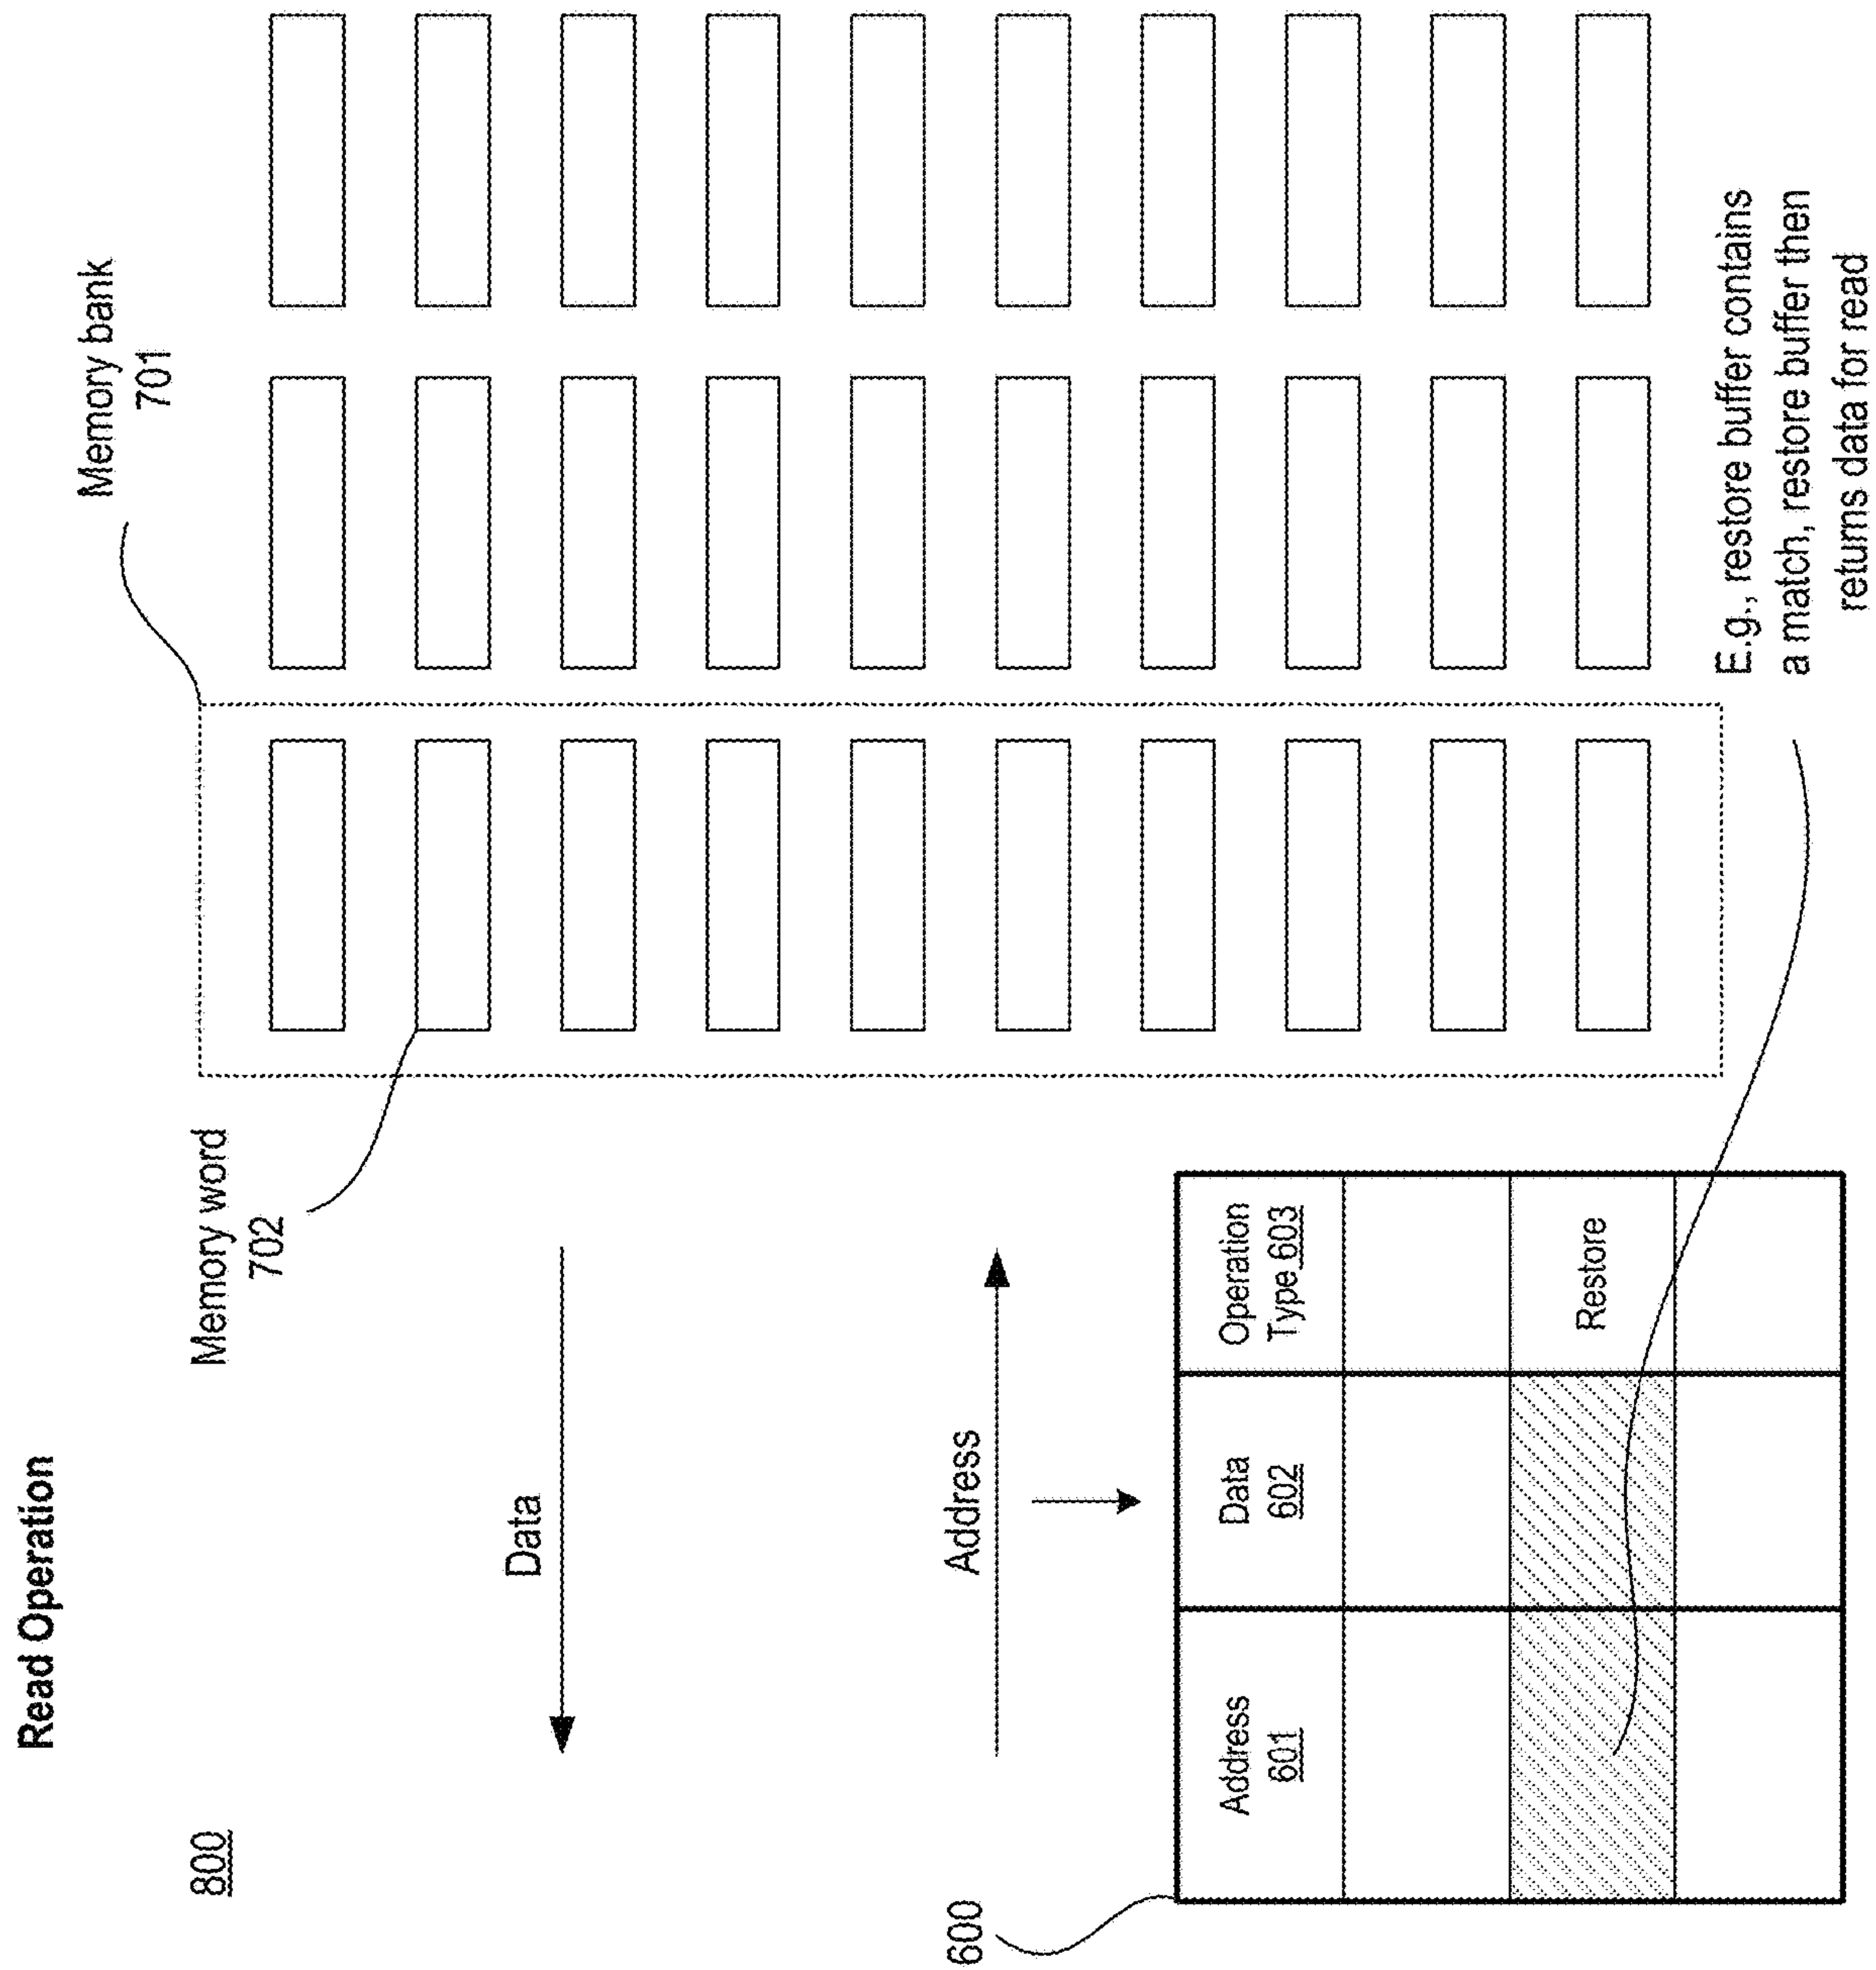 Read Operation
800
Memory bank
701
Memory word
702
Data
Address
600
Address
601
Data
602
Operation
Type 603
Restore
E.g., restore buffer contains
a match, restore buffer then
returns data for read